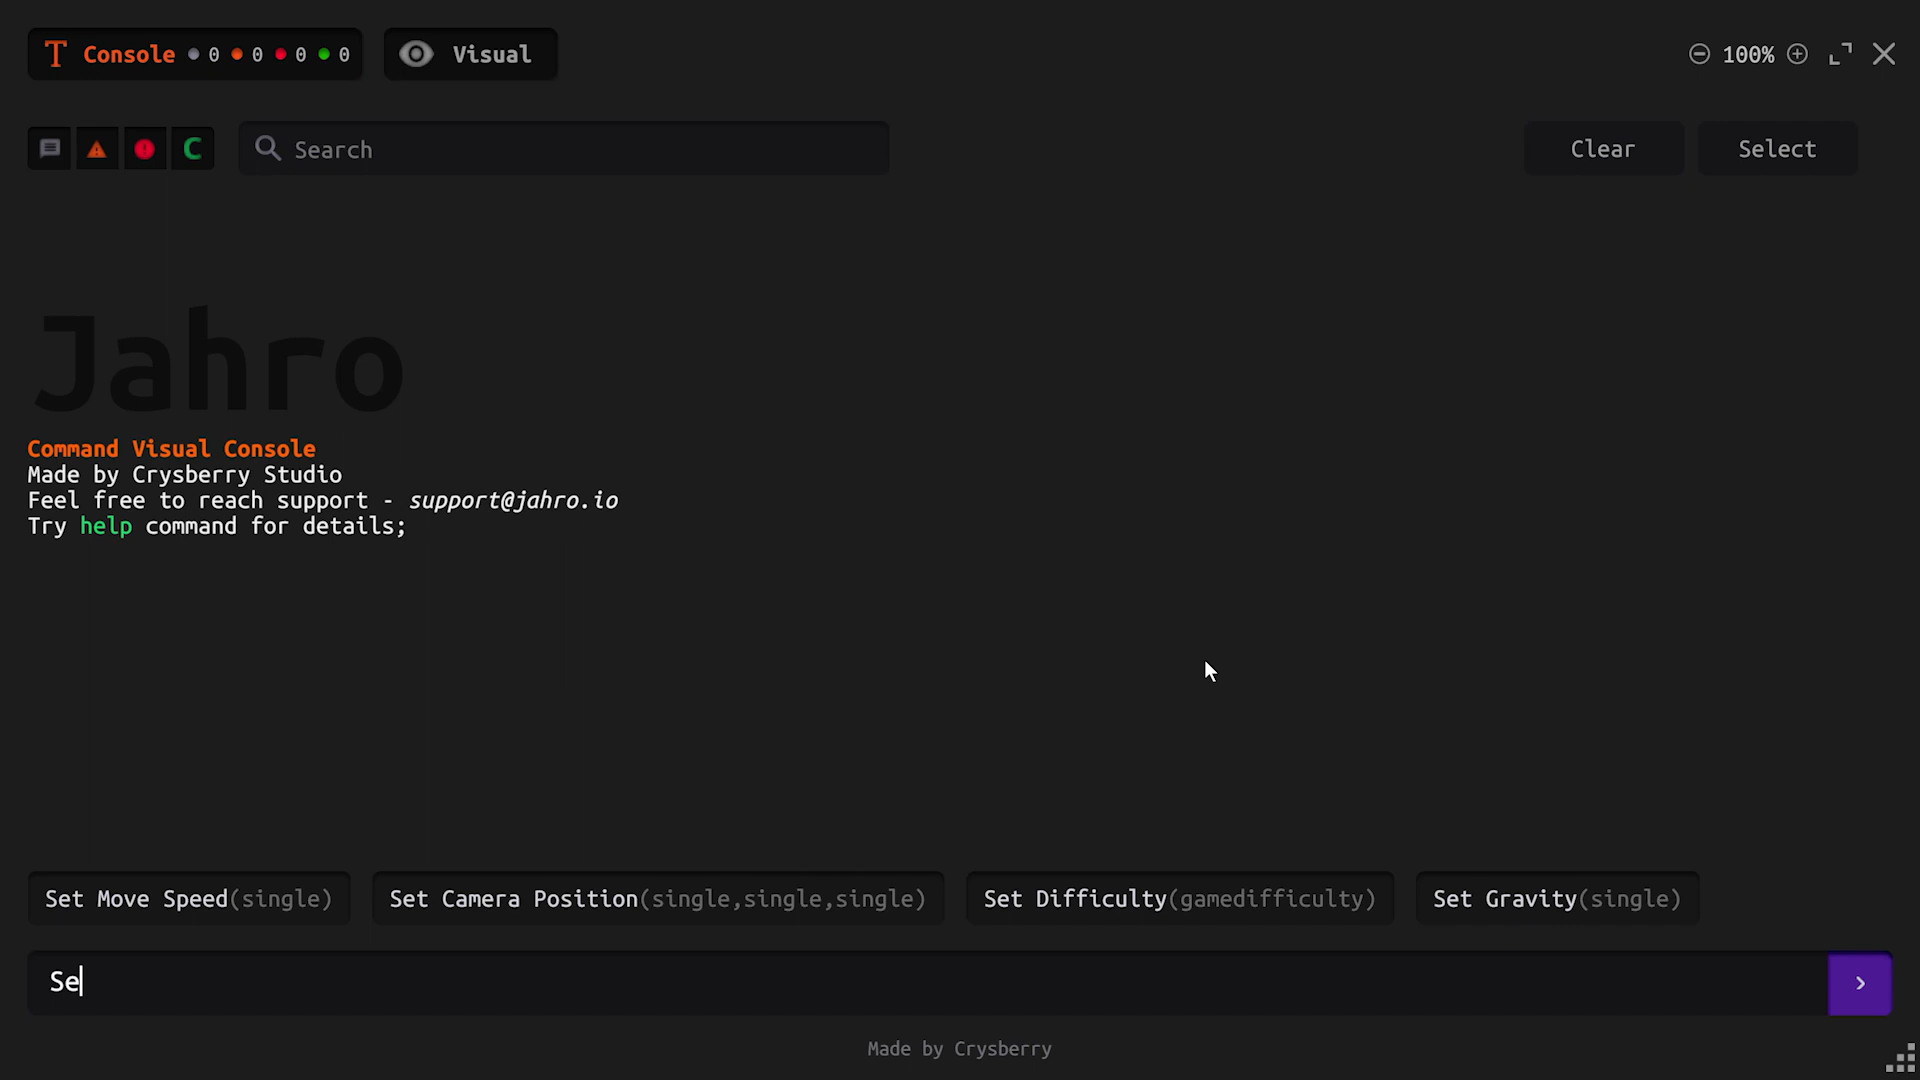 T Console 0 0 0 0 Visual 100%
C Search Clear Select
Jahro
Command Visual Console
Made by Crysberry Studio
Feel free to reach support - support@jahro.io
Try help command for details;
Set Move Speed(single) Set Camera Position(single,single,single) Set Difficulty(gamedifficulty) Set Gravity(single)
Se
Made by Crysberry